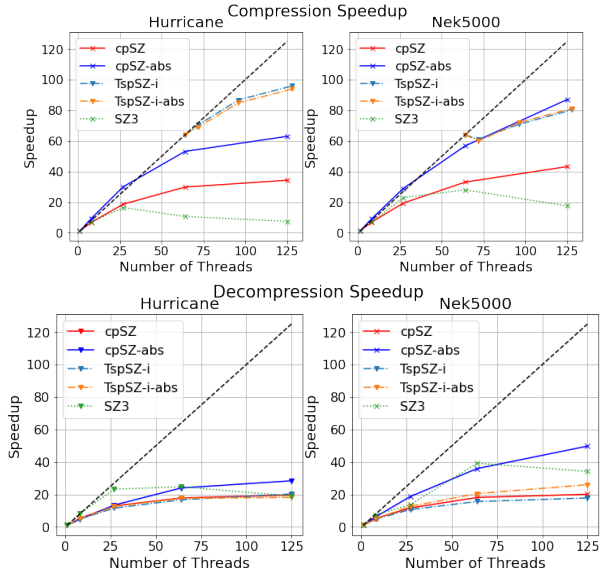 Compression Speedup
Hurricane
Nek5000
120
100
80
60
40
20
0
Speedup
cpSZ
cpSZ-abs
TspSZ-i
TspSZ-i-abs
SZ3
0 25 50 75 100 125
Number of Threads
120
100
80
60
40
20
0
Speedup
cpSZ
cpSZ-abs
TspSZ-i
TspSZ-i-abs
SZ3
0 25 50 75 100 125
Number of Threads
Decompression Speedup
Hurricane
Nek5000
120
100
80
60
40
20
0
Speedup
cpSZ
cpSZ-abs
TspSZ-i
TspSZ-i-abs
SZ3
0 25 50 75 100 125
Number of Threads
120
100
80
60
40
20
0
Speedup
cpSZ
cpSZ-abs
TspSZ-i
TspSZ-i-abs
SZ3
0 25 50 75 100 125
Number of Threads